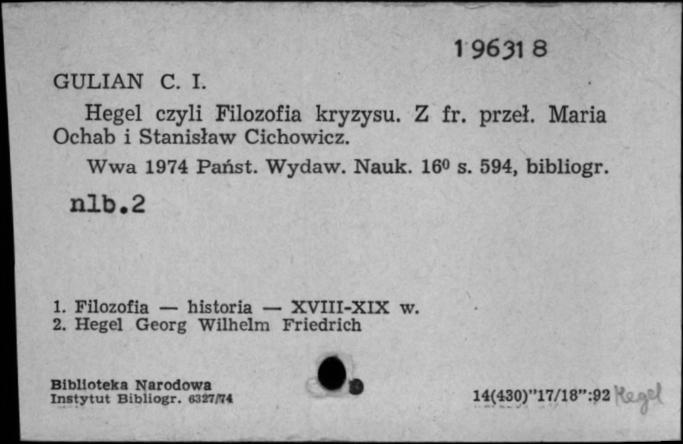 196318
GULIAN C. I.
Hegel czyli Filozofia kryzysu. Z fr. przeł. Maria
Ochab i Stanisław Cichowicz.
Wwa 1974 Państ. Wydaw. Nauk. 16⁰ s. 594, bibliogr.
nlb.2
1. Filozofia — historia — XVIII-XIX w.
2. Hegel Georg Wilhelm Friedrich
Biblioteka Narodowa
Instytut Bibliogr. 6327/74
14(430)"17/18":92 Hegel